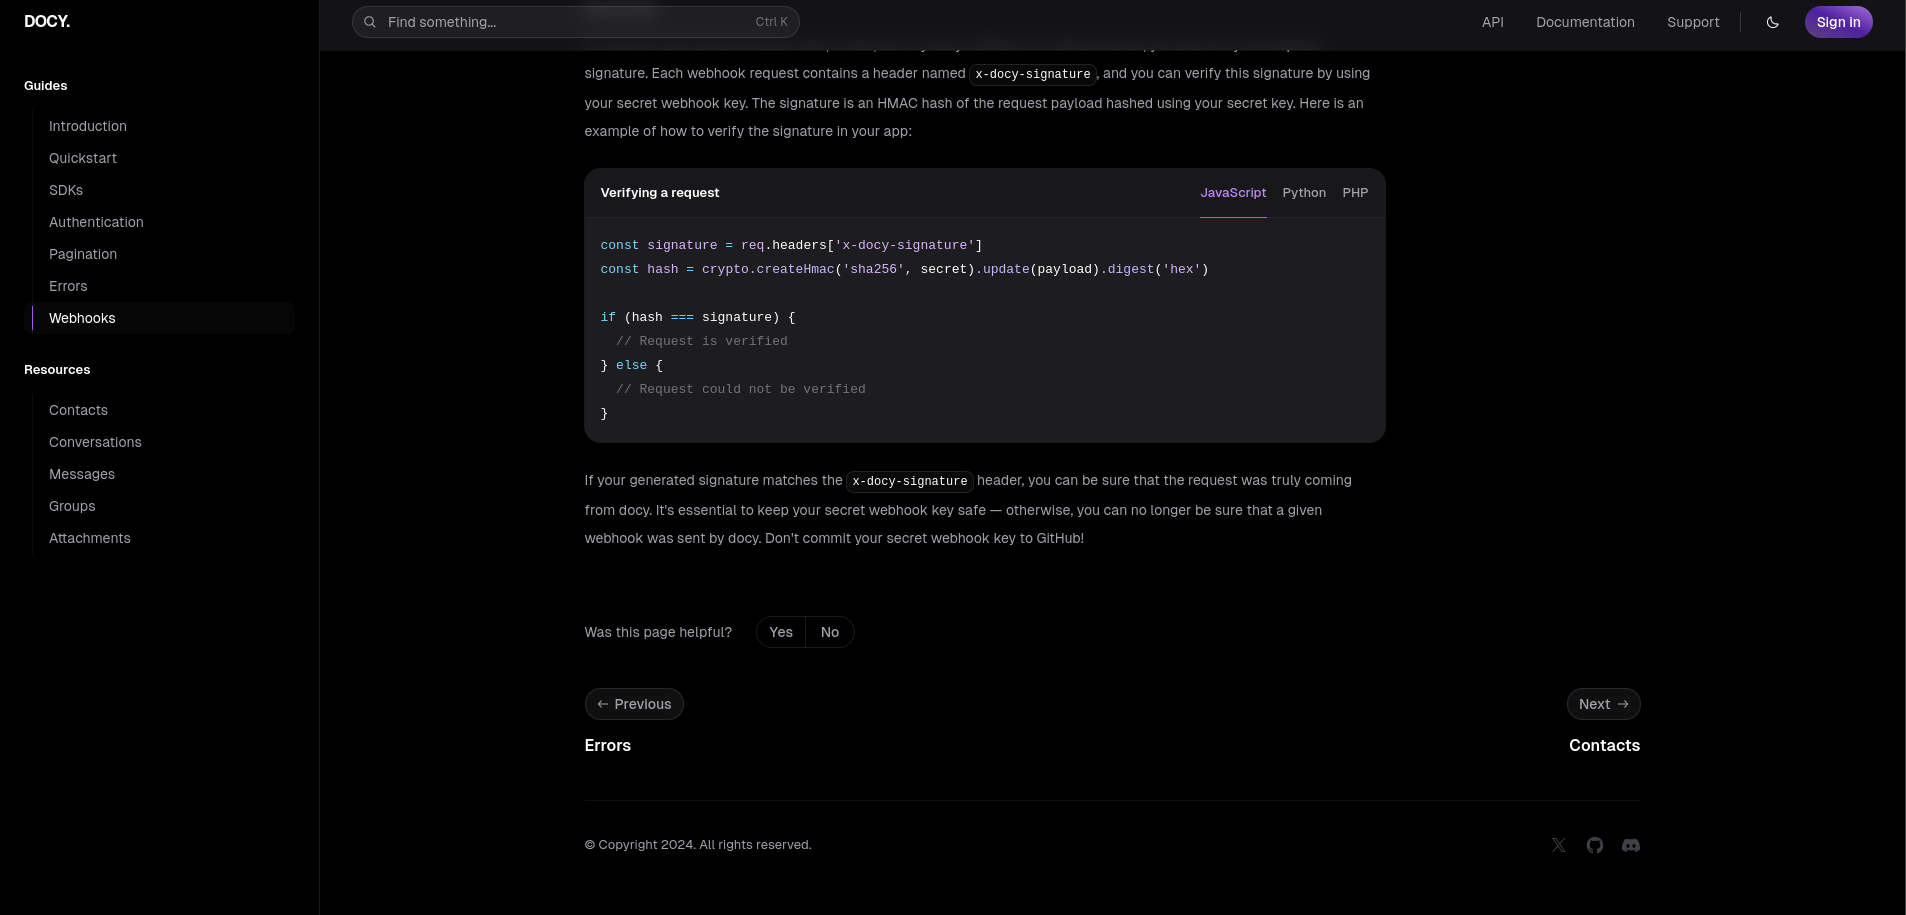 DOCY.
Find something...
Ctrl K
API
Documentation
Support
Sign in
Guides
Introduction
Quickstart
SDKs
Authentication
Pagination
Errors
Webhooks
Resources
Contacts
Conversations
Messages
Groups
Attachments
signature. Each webhook request contains a header named x-docy-signature, and you can verify this signature by using
your secret webhook key. The signature is an HMAC hash of the request payload hashed using your secret key. Here is an
example of how to verify the signature in your app:
Verifying a request
JavaScript
Python
PHP
const signature = req.headers['x-docy-signature']
const hash = crypto.createHmac('sha256', secret).update(payload).digest('hex')
if (hash === signature) {
  // Request is verified
} else {
  // Request could not be verified
}
If your generated signature matches the x-docy-signature header, you can be sure that the request was truly coming
from docy. It's essential to keep your secret webhook key safe — otherwise, you can no longer be sure that a given
webhook was sent by docy. Don't commit your secret webhook key to GitHub!
Was this page helpful?
Yes
No
← Previous
Next →
Errors
Contacts
© Copyright 2024. All rights reserved.